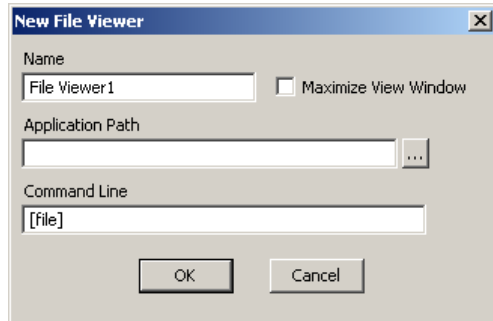 New File Viewer
Name
File Viewer1
Maximize View Window
Application Path
...
Command Line
[file]
OK
Cancel